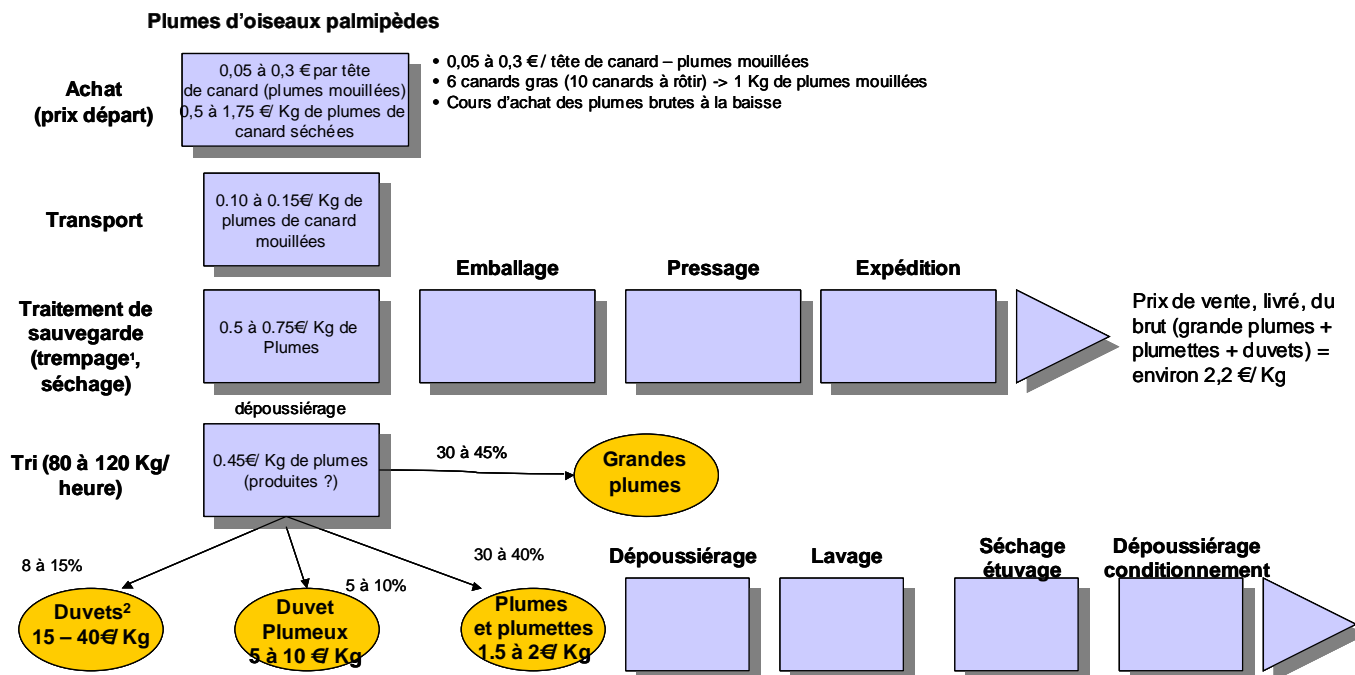 Plumes d'oiseaux palmipèdes
Achat
(prix départ)
0,05 à 0,3 € par tête
de canard (plumes mouillées)
0,5 à 1,75 €/ Kg de plumes de
canard séchées
• 0,05 à 0,3 € / tête de canard – plumes mouillées
• 6 canards gras (10 canards à rôtir) -> 1 Kg de plumes mouillées
• Cours d'achat des plumes brutes à la baisse
Transport
0.10 à 0.15€/ Kg de
plumes de canard
mouillées
Traitement de
sauvegarde
(trempage¹,
séchage)
0.5 à 0.75€/ Kg de
Plumes
Emballage
Pressage
Expédition
Prix de vente, livré, du
brut (grande plumes +
plumettes + duvets) =
environ 2,2 €/ Kg
dépoussiérage
Tri (80 à 120 Kg/
heure)
0.45€/ Kg de plumes
(produites ?)
30 à 45%
Grandes
plumes
8 à 15%
5 à 10%
30 à 40%
Duvets²
15 – 40€/ Kg
Duvet
Plumeux
5 à 10 €/ Kg
Plumes
et plumettes
1.5 à 2€/ Kg
Dépoussiérage
Lavage
Séchage
étuvage
Dépoussiérage
conditionnement